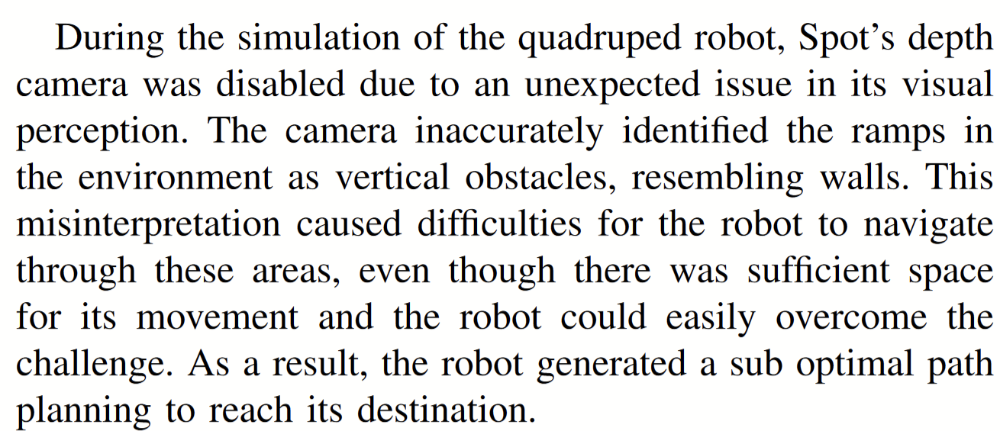 During the simulation of the quadruped robot, Spot’s depth
camera was disabled due to an unexpected issue in its visual
perception. The camera inaccurately identified the ramps in
the environment as vertical obstacles, resembling walls. This
misinterpretation caused difficulties for the robot to navigate
through these areas, even though there was sufficient space
for its movement and the robot could easily overcome the
challenge. As a result, the robot generated a sub optimal path
planning to reach its destination.